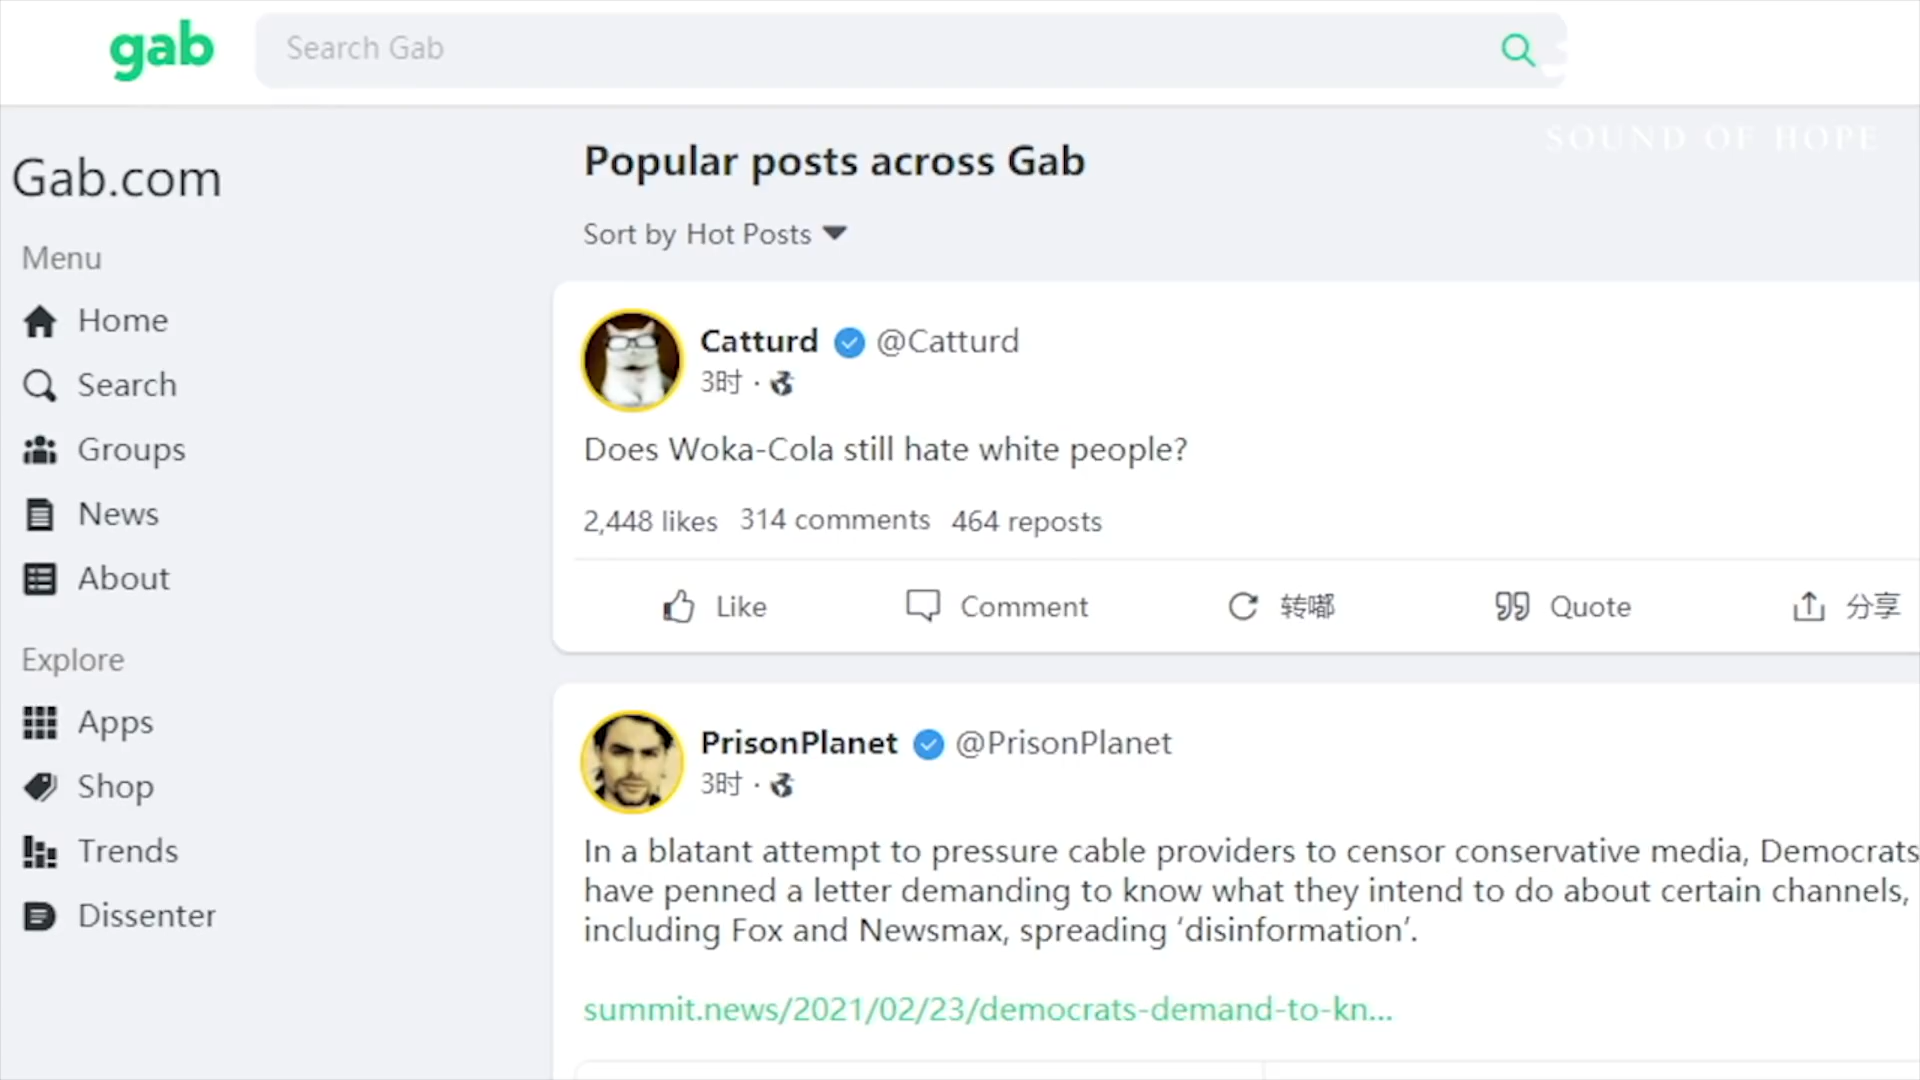 gab
Search Gab
SOUND OF HOPE
Gab.com
Menu
Home
Search
Groups
News
About
Explore
Apps
Shop
Trends
Dissenter
Popular posts across Gab
Sort by Hot Posts
Catturd @Catturd
3时 ·
Does Woka-Cola still hate white people?
2,448 likes 314 comments 464 reposts
Like Comment 转嘟 Quote 分享
PrisonPlanet @PrisonPlanet
3时 ·
In a blatant attempt to pressure cable providers to censor conservative media, Democrats
have penned a letter demanding to know what they intend to do about certain channels,
including Fox and Newsmax, spreading ‘disinformation’.
summit.news/2021/02/23/democrats-demand-to-kn...